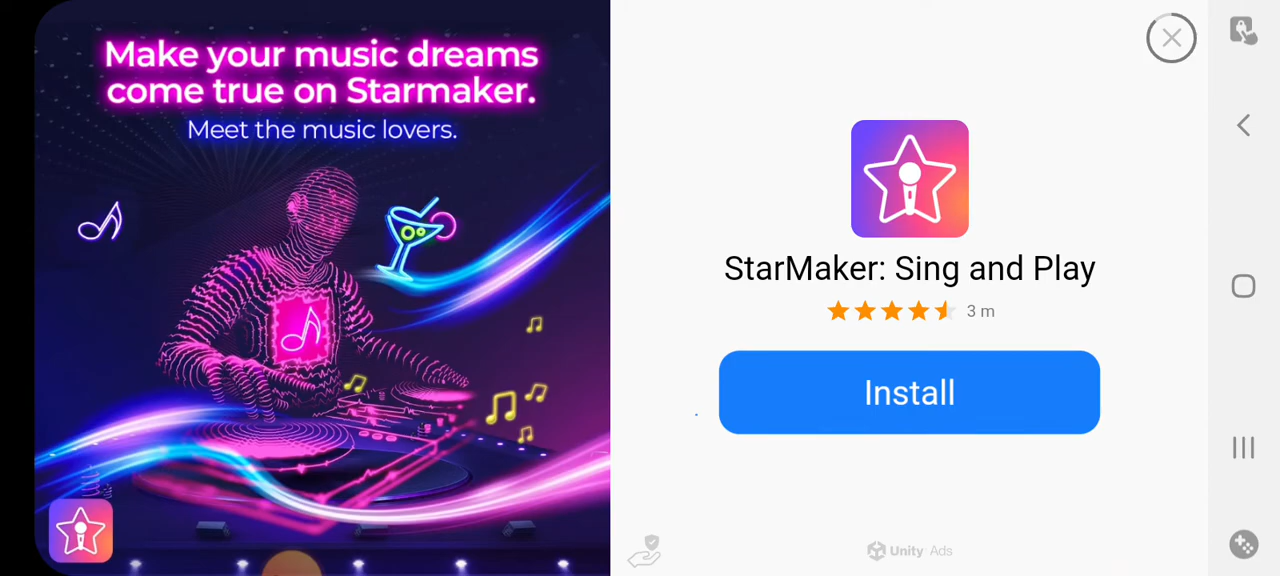 Make your music dreams
come true on Starmaker.
Meet the music lovers.
StarMaker: Sing and Play
3 m
Install
Unity Ads